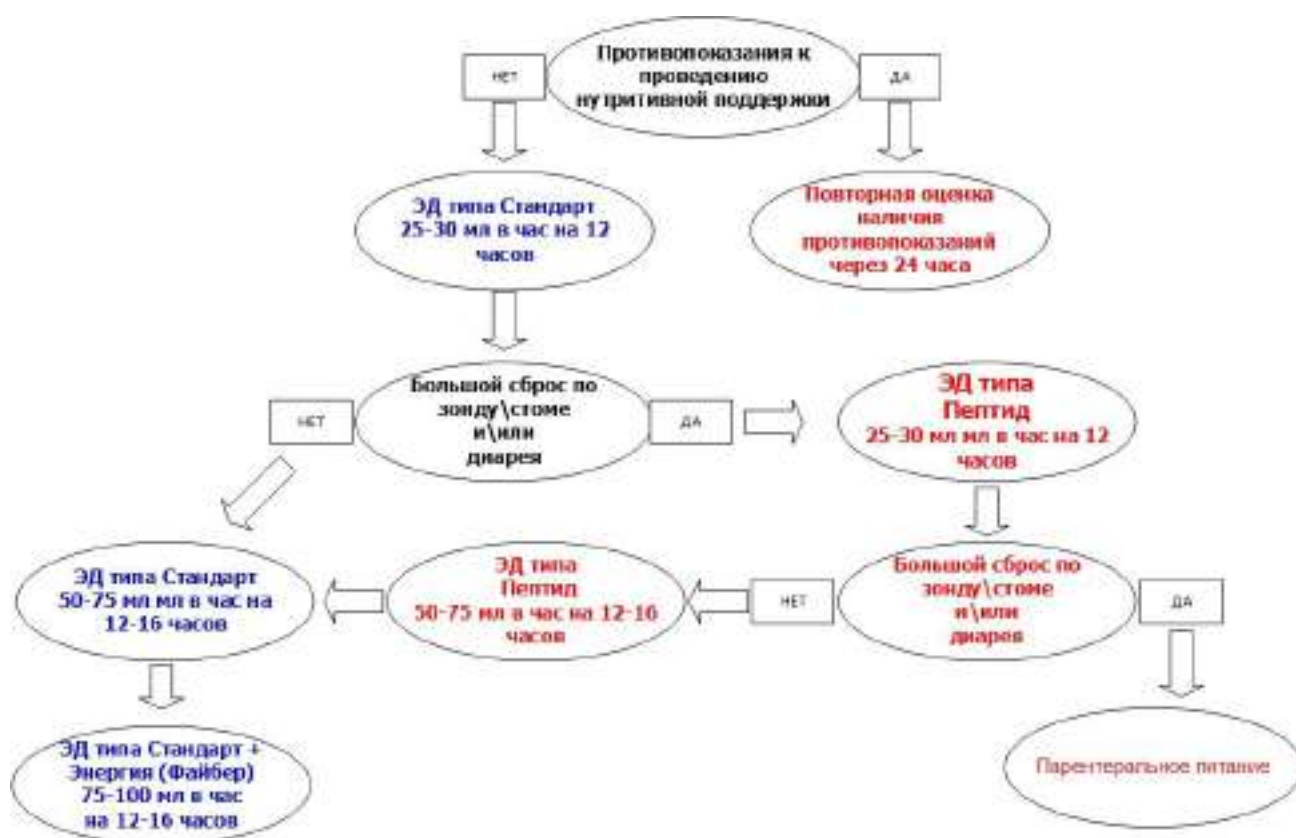 Противопоказания к
проведению
нутритивной поддержки
НЕТ
ДА
ЭД типа Стандарт
25-30 мл в час на 12
часов
Повторная оценка
наличия
противопоказаний
через 24 часа
Большой сброс по
зонду\стоме
и\или
диарея
НЕТ
ДА
ЭД типа
Пептид
25-30 мл мл в час на 12
часов
ЭД типа Стандарт
50-75 мл мл в час на
12-16 часов
ЭД типа
Пептид
50-75 мл в час на 12-16
часов
НЕТ
Большой сброс по
зонду\стоме
и\или
диарея
ДА
ЭД типа Стандарт +
Энергия (Файбер)
75-100 мл в час
на 12-16 часов
Парентеральное питание